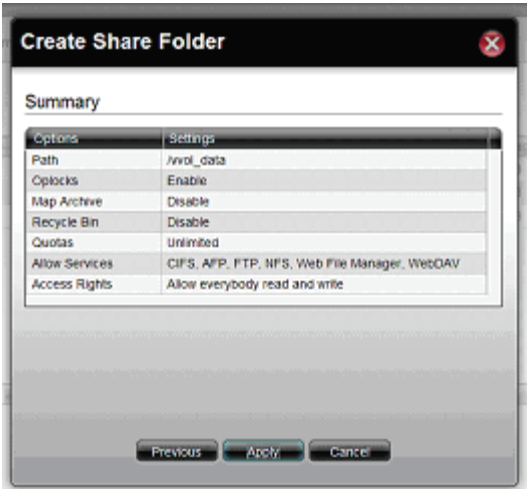 Create Share Folder
Summary
Options Settings
Path /vvol_data
Oplocks Enable
Map Archive Disable
Recycle Bin Disable
Quotas Unlimited
Allow Services CIFS, AFP, FTP, NFS, Web File Manager, WebDAV
Access Rights Allow everybody read and write
Previous Apply Cancel